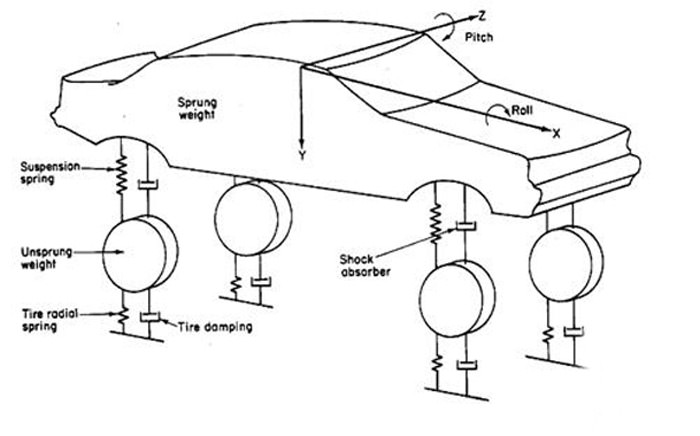 Z
Pitch
Sprung
weight
Roll
X
Y
Suspension
spring
Unsprung
weight
Shock
absorber
Tire radial
spring
Tire damping